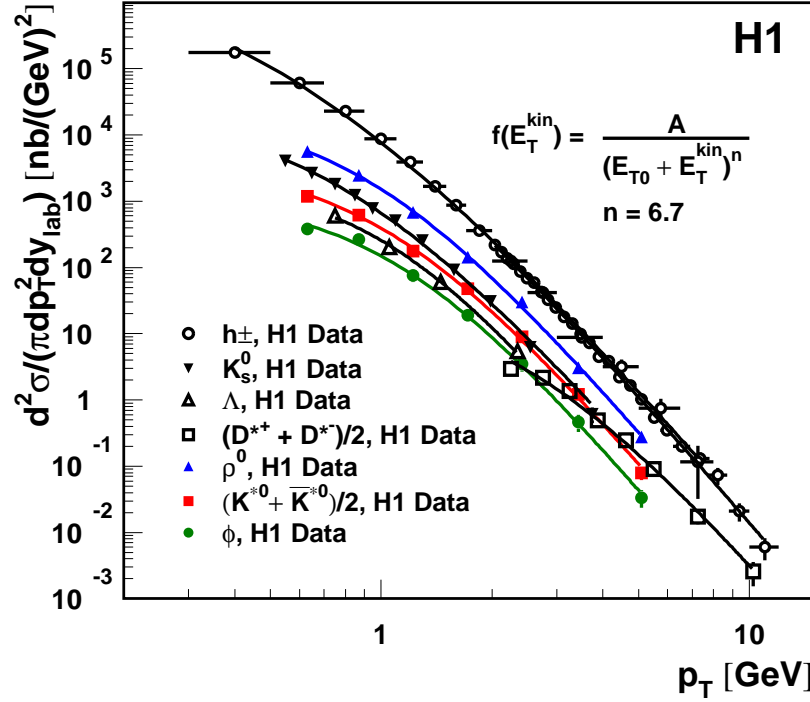 H1
f(E_T^kin) = A / (E_T0 + E_T^kin)^n
n = 6.7
d²σ/(πdp_T²dy_lab) [nb/(GeV)²]
10^5
10^4
10^3
10^2
10
1
10^-1
10^-2
10^-3
h±, H1 Data
K_s^0, H1 Data
Λ, H1 Data
(D*+ + D*-)/2, H1 Data
ρ^0, H1 Data
(K*0 + K̅*0)/2, H1 Data
ϕ, H1 Data
1
10
p_T [GeV]